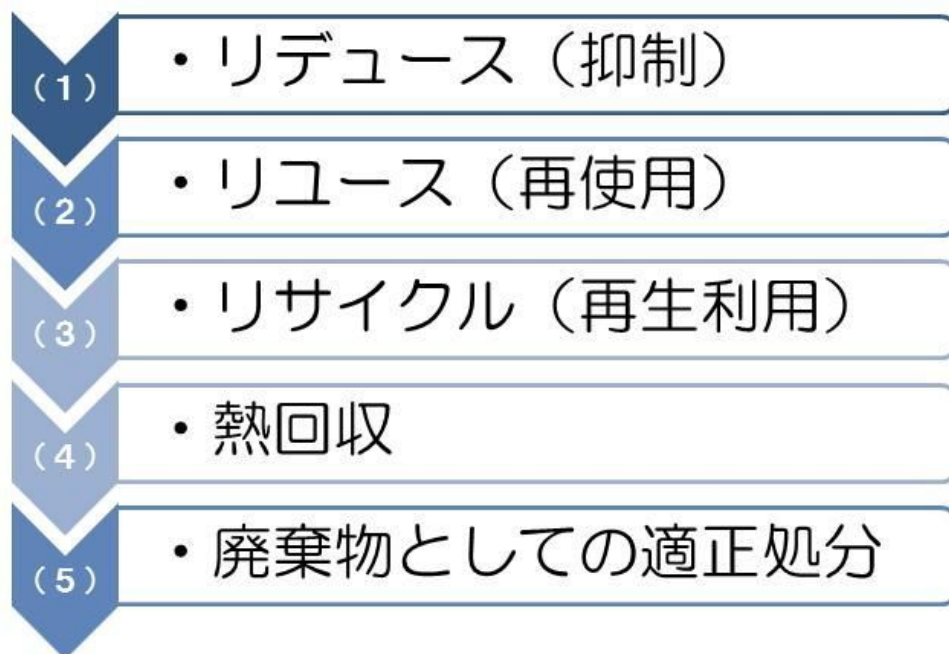 （1） ・リデュース（抑制）
（2） ・リユース（再使用）
（3） ・リサイクル（再生利用）
（4） ・熱回収
（5） ・廃棄物としての適正処分